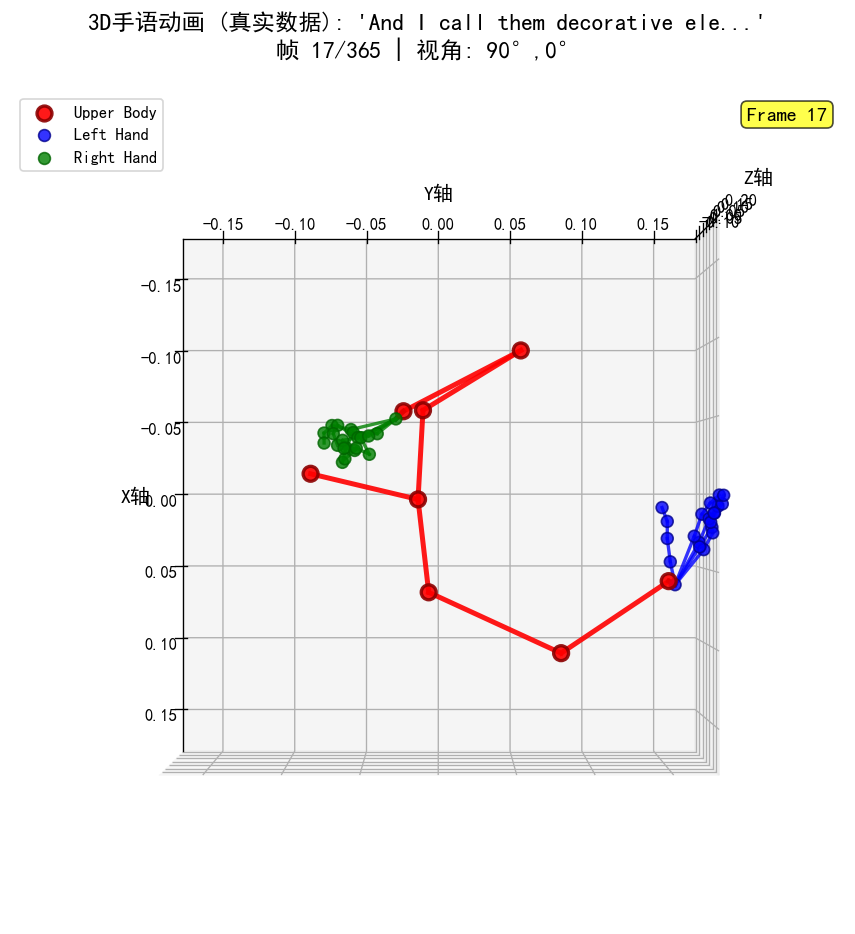 3D手语动画 (真实数据): 'And I call them decorative ele...'
帧 17/365 | 视角: 90°,0°
Upper Body
Left Hand
Right Hand
Frame 17
Z轴
Y轴
-0.15 -0.10 -0.05 0.00 0.05 0.10 0.15
-0.15
-0.10
-0.05
X轴
0.00
0.05
0.10
0.15